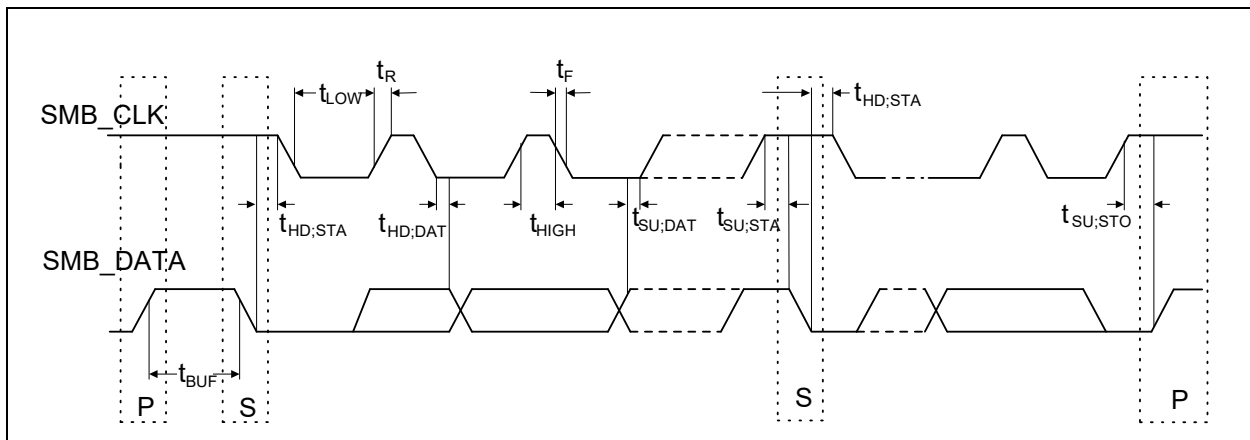 tR
tF
tLOW
tHD;STA
SMB_CLK
tHD;STA
tHD;DAT
tHIGH
tSU;DAT
tSU;STA
tSU;STO
SMB_DATA
tBUF
P
S
S
P